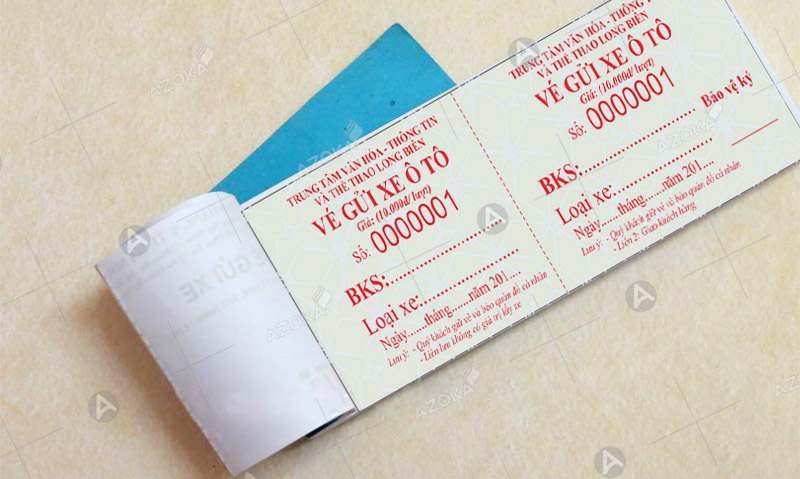 TRUNG TÂM VĂN HÓA - THÔNG TIN
VÀ THỂ THAO LONG BIÊN
VÉ GỬI XE Ô TÔ
Giá: (10.000đ/ lượt)
Số: 0000001
BKS:
Loại xe:
Ngày.......tháng.......năm 201....
Lưu ý: - Quý khách giữ vé và bảo quản đồ cá nhân
- Liên lưu không có giá trị lấy xe
TRUNG TÂM VĂN HÓA - THÔNG TIN
VÀ THỂ THAO LONG BIÊN
VÉ GỬI XE Ô TÔ
Giá: (10.000đ/ lượt)
Số: 0000001
Bảo vệ ký
BKS:
Loại xe:
Ngày.......tháng.......năm 201....
Lưu ý: - Quý khách giữ vé và bảo quản đồ cá nhân
- Liên 2- Giao khách hàng
GỬI XE
AZOKA
AZOKA
AZOKA
AZOKA